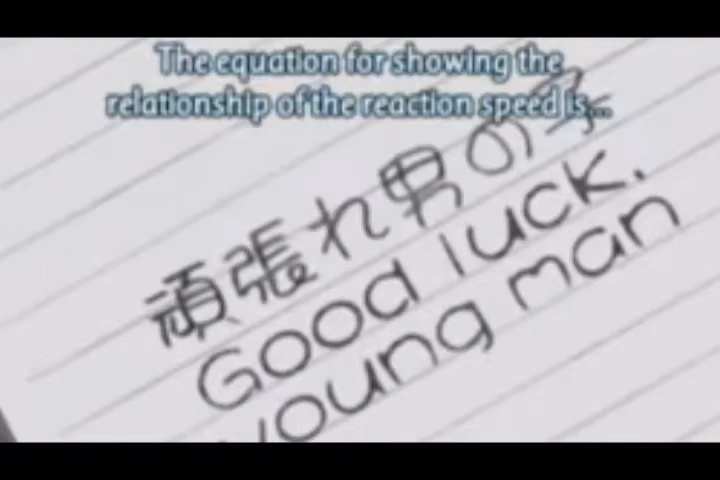 The equation for showing the
relationship of the reaction speed is...
頑張れ男の子
Good luck.
young man